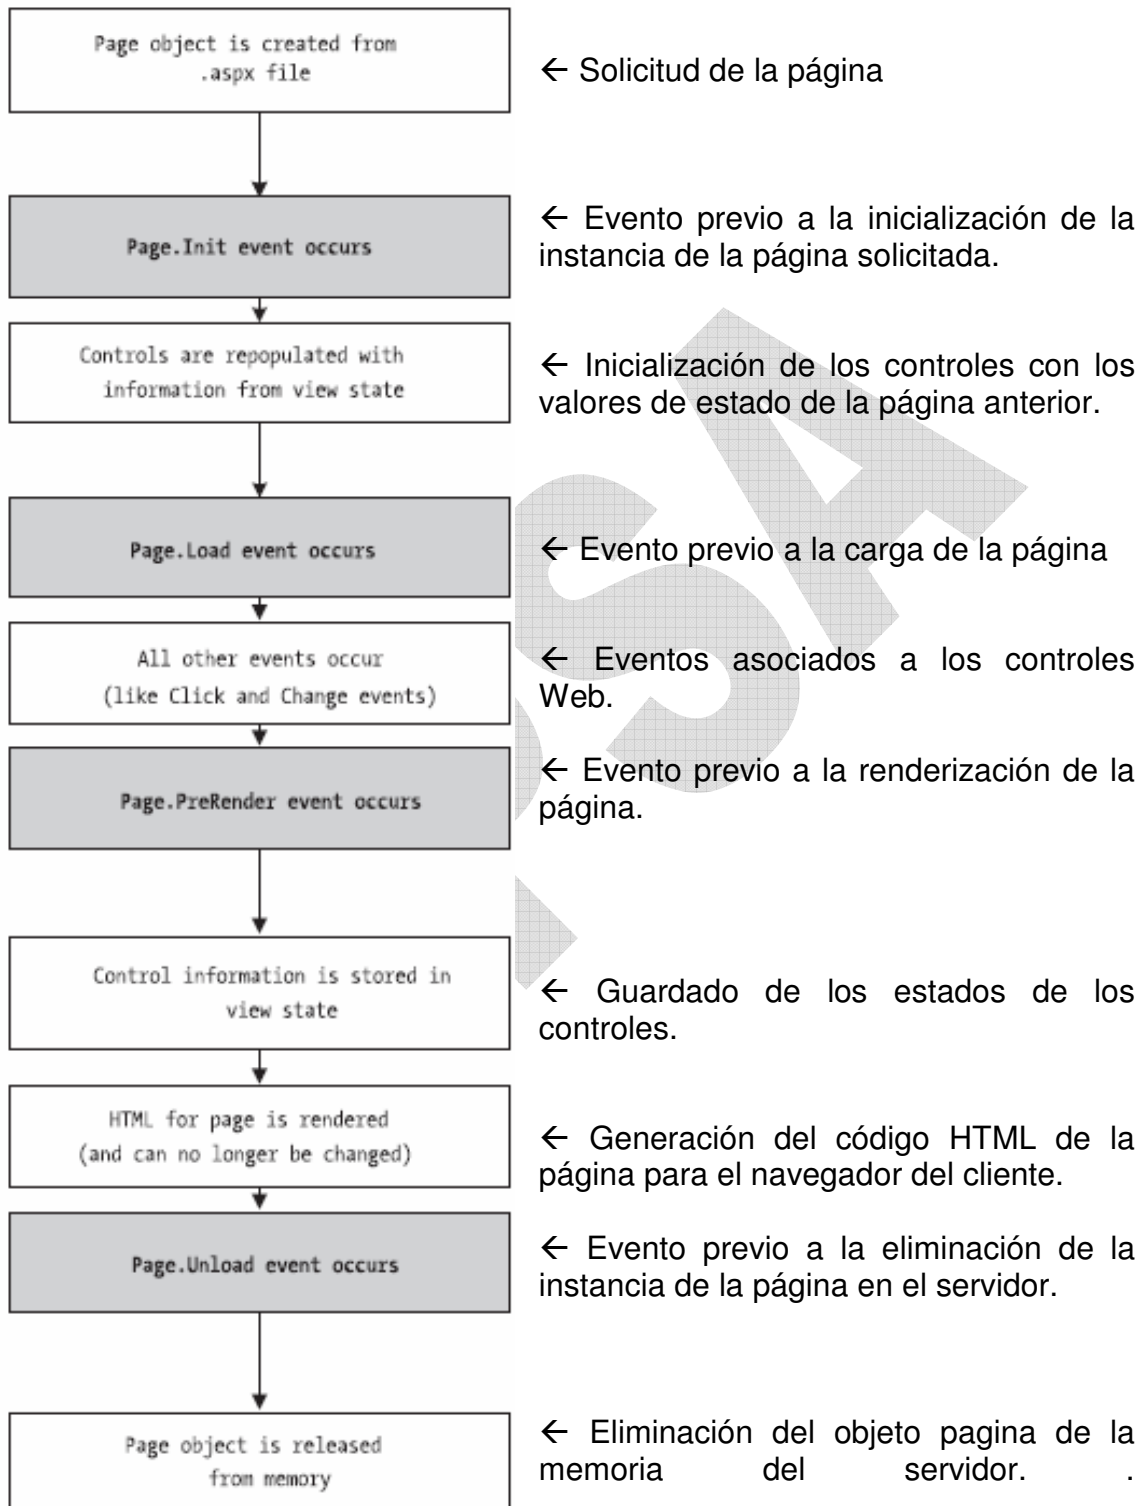 Page object is created from
.aspx file
← Solicitud de la página
Page.Init event occurs
← Evento previo a la inicialización de la
instancia de la página solicitada.
Controls are repopulated with
information from view state
← Inicialización de los controles con los
valores de estado de la página anterior.
Page.Load event occurs
← Evento previo a la carga de la página
All other events occur
(like Click and Change events)
← Eventos asociados a los controles
Web.
Page.PreRender event occurs
← Evento previo a la renderización de la
página.
Control information is stored in
view state
← Guardado de los estados de los
controles.
HTML for page is rendered
(and can no longer be changed)
← Generación del código HTML de la
página para el navegador del cliente.
Page.Unload event occurs
← Evento previo a la eliminación de la
instancia de la página en el servidor.
Page object is released
from memory
← Eliminación del objeto pagina de la
memoria del servidor. .